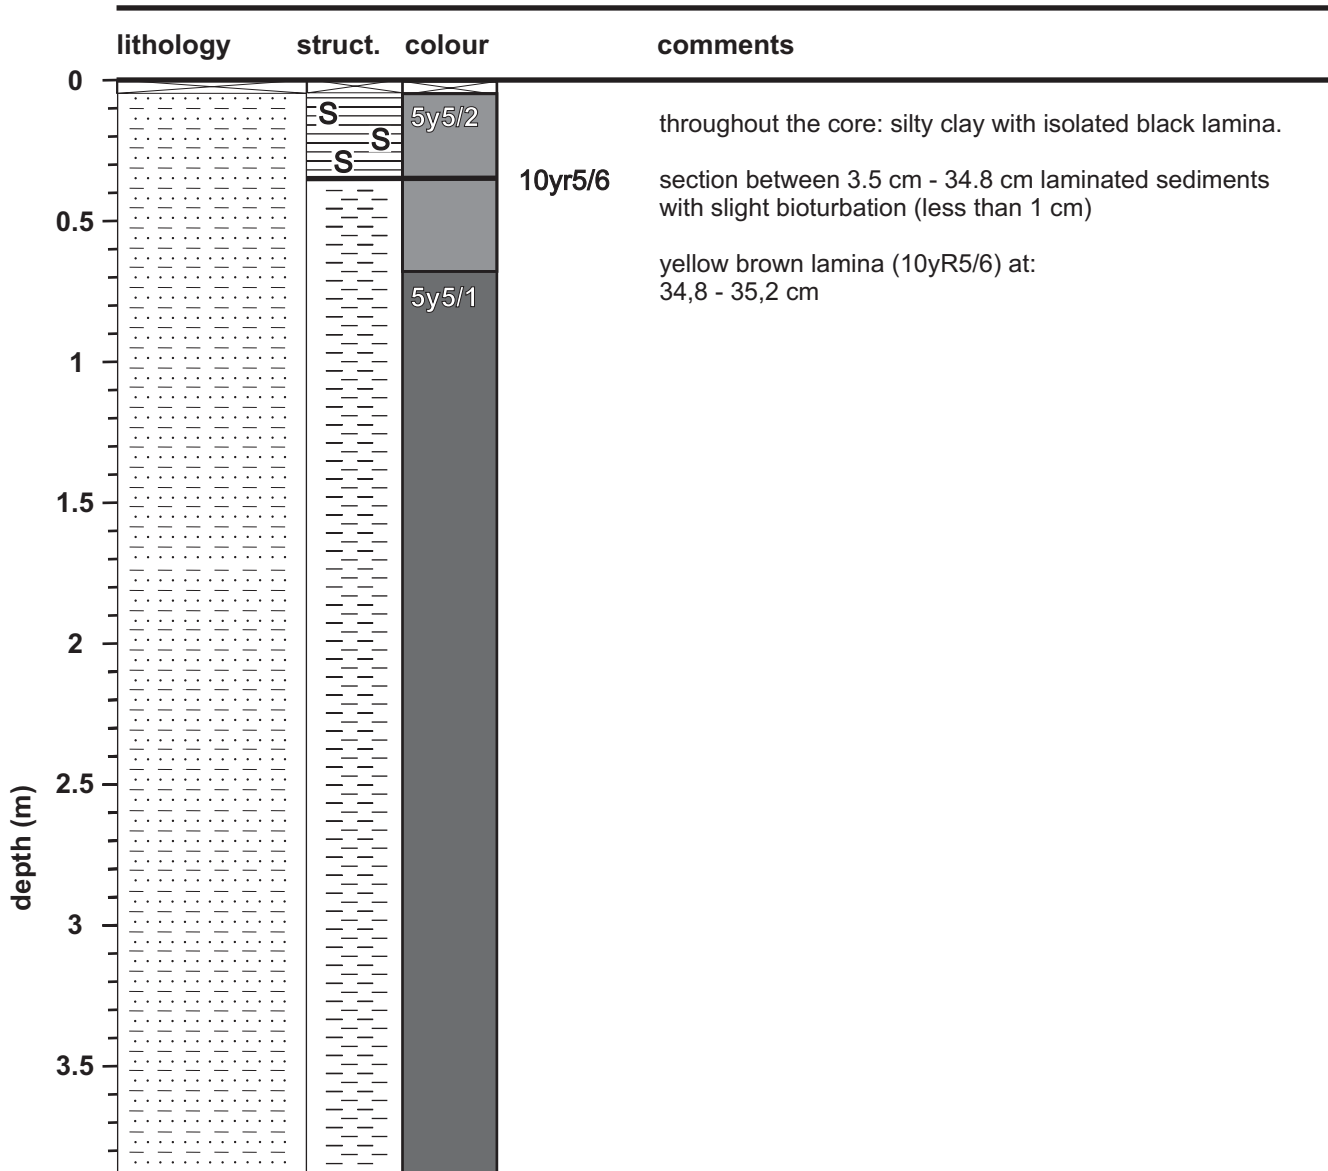 lithology struct. colour comments
0
S 5y5/2
S
S
throughout the core: silty clay with isolated black lamina.
10yr5/6 section between 3.5 cm - 34.8 cm laminated sediments
with slight bioturbation (less than 1 cm)
0.5
yellow brown lamina (10yR5/6) at:
5y5/1 34,8 - 35,2 cm
1
1.5
2
2.5
depth (m)
3
3.5